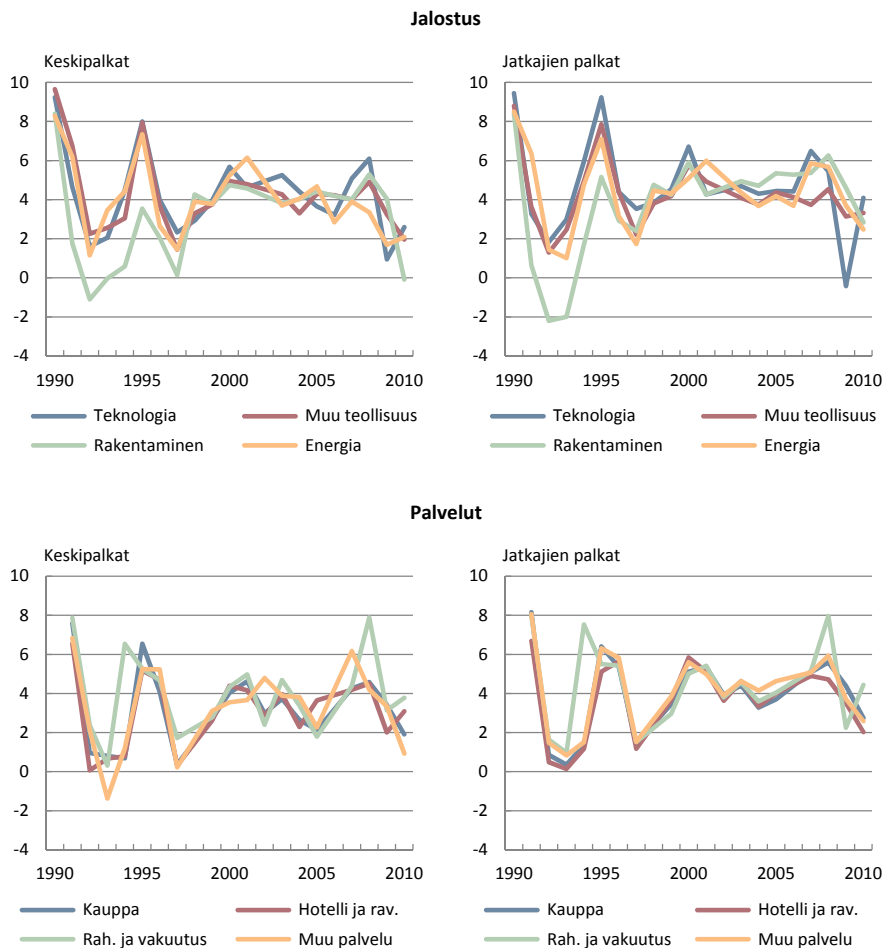 Jalostus
Keskipalkat
10
8
6
4
2
0
-2
-4
1990 1995 2000 2005 2010
Teknologia Muu teollisuus
Rakentaminen Energia
Jatkajien palkat
10
8
6
4
2
0
-2
-4
1990 1995 2000 2005 2010
Teknologia Muu teollisuus
Rakentaminen Energia
Palvelut
Keskipalkat
10
8
6
4
2
0
-2
-4
1990 1995 2000 2005 2010
Kauppa Hotelli ja rav.
Rah. ja vakuutus Muu palvelu
Jatkajien palkat
10
8
6
4
2
0
-2
-4
1990 1995 2000 2005 2010
Kauppa Hotelli ja rav.
Rah. ja vakuutus Muu palvelu